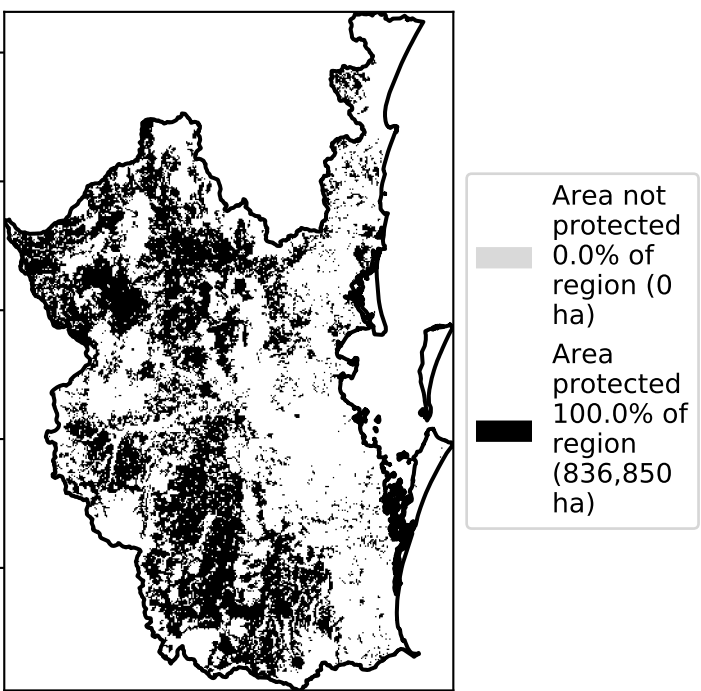 Area not
protected
0.0% of
region (0
ha)
Area
protected
100.0% of
region
(836,850
ha)